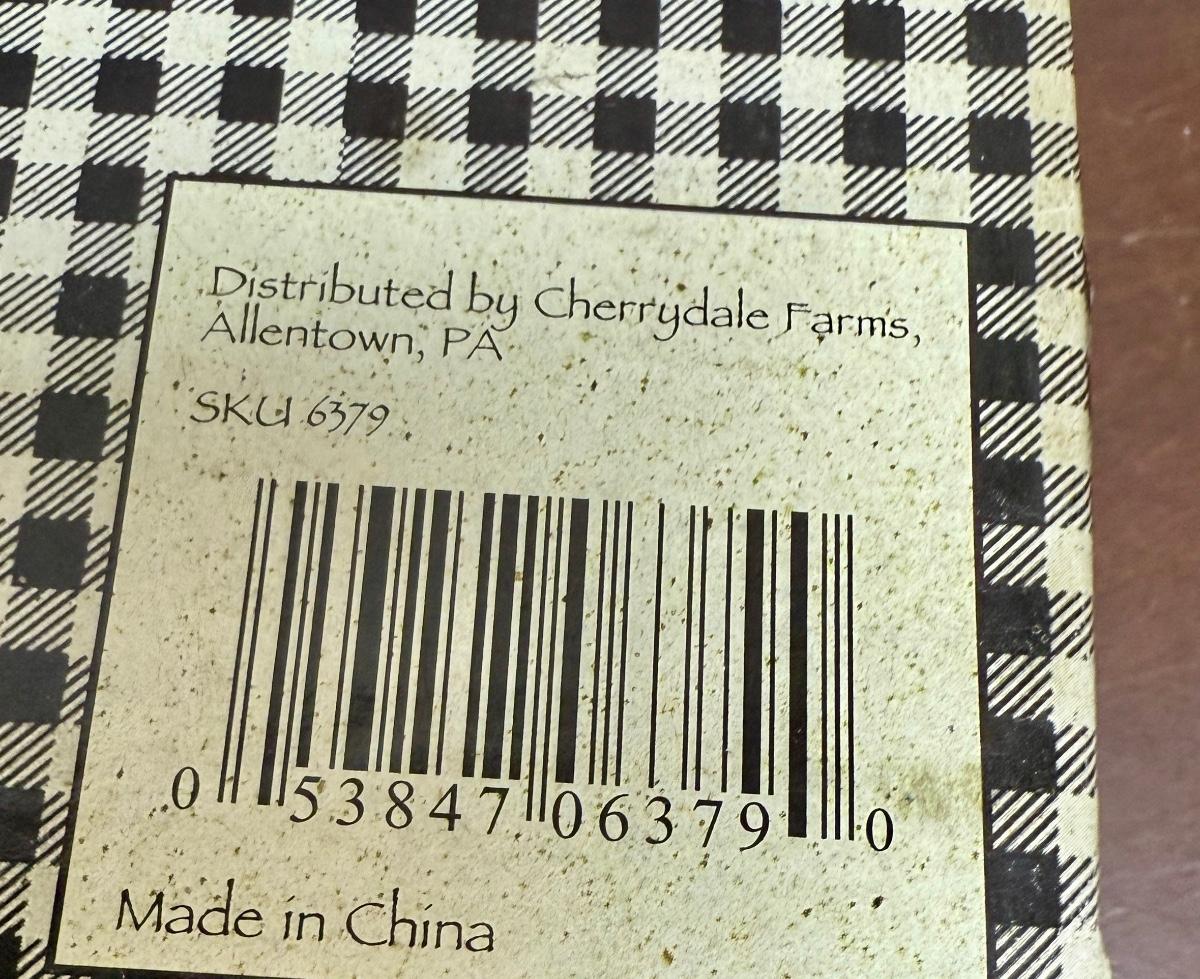 Distributed by Cherrydale Farms,
Allentown, PA
SKU 6379
0 53847 06379 0
Made in China